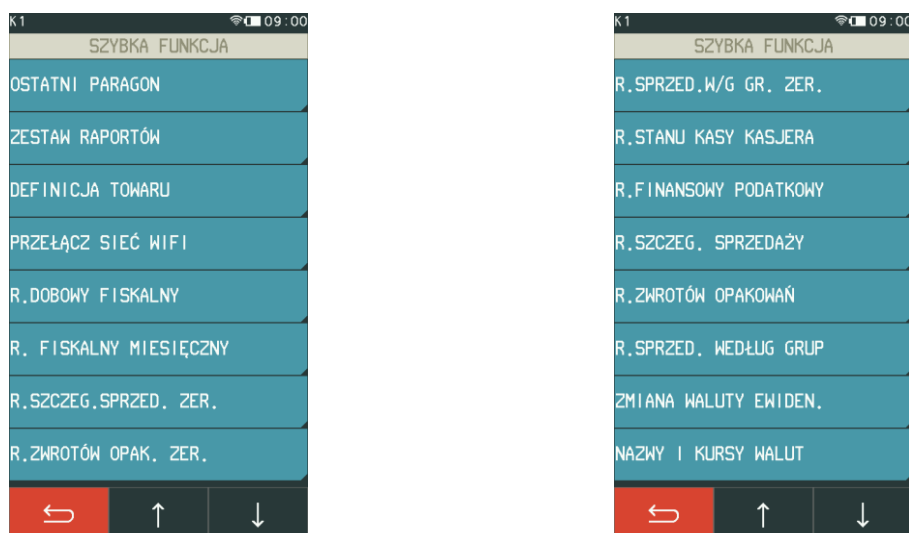 K1 09:00
SZYBKA FUNKCJA
OSTATNI PARAGON
ZESTAW RAPORTÓW
DEFINICJA TOWARU
PRZEŁĄCZ SIEĆ WIFI
R.DOBOWY FISKALNY
R. FISKALNY MIESIĘCZNY
R.SZCZEG.SPRZED. ZER.
R.ZWROTÓW OPAK. ZER.
K1 09:00
SZYBKA FUNKCJA
R.SPRZED.W/G GR. ZER.
R.STANU KASY KASJERA
R.FINANSOWY PODATKOWY
R.SZCZEG. SPRZEDAŻY
R.ZWROTÓW OPAKOWAŃ
R.SPRZED. WEDŁUG GRUP
ZMIANA WALUTY EWIDEN.
NAZWY I KURSY WALUT